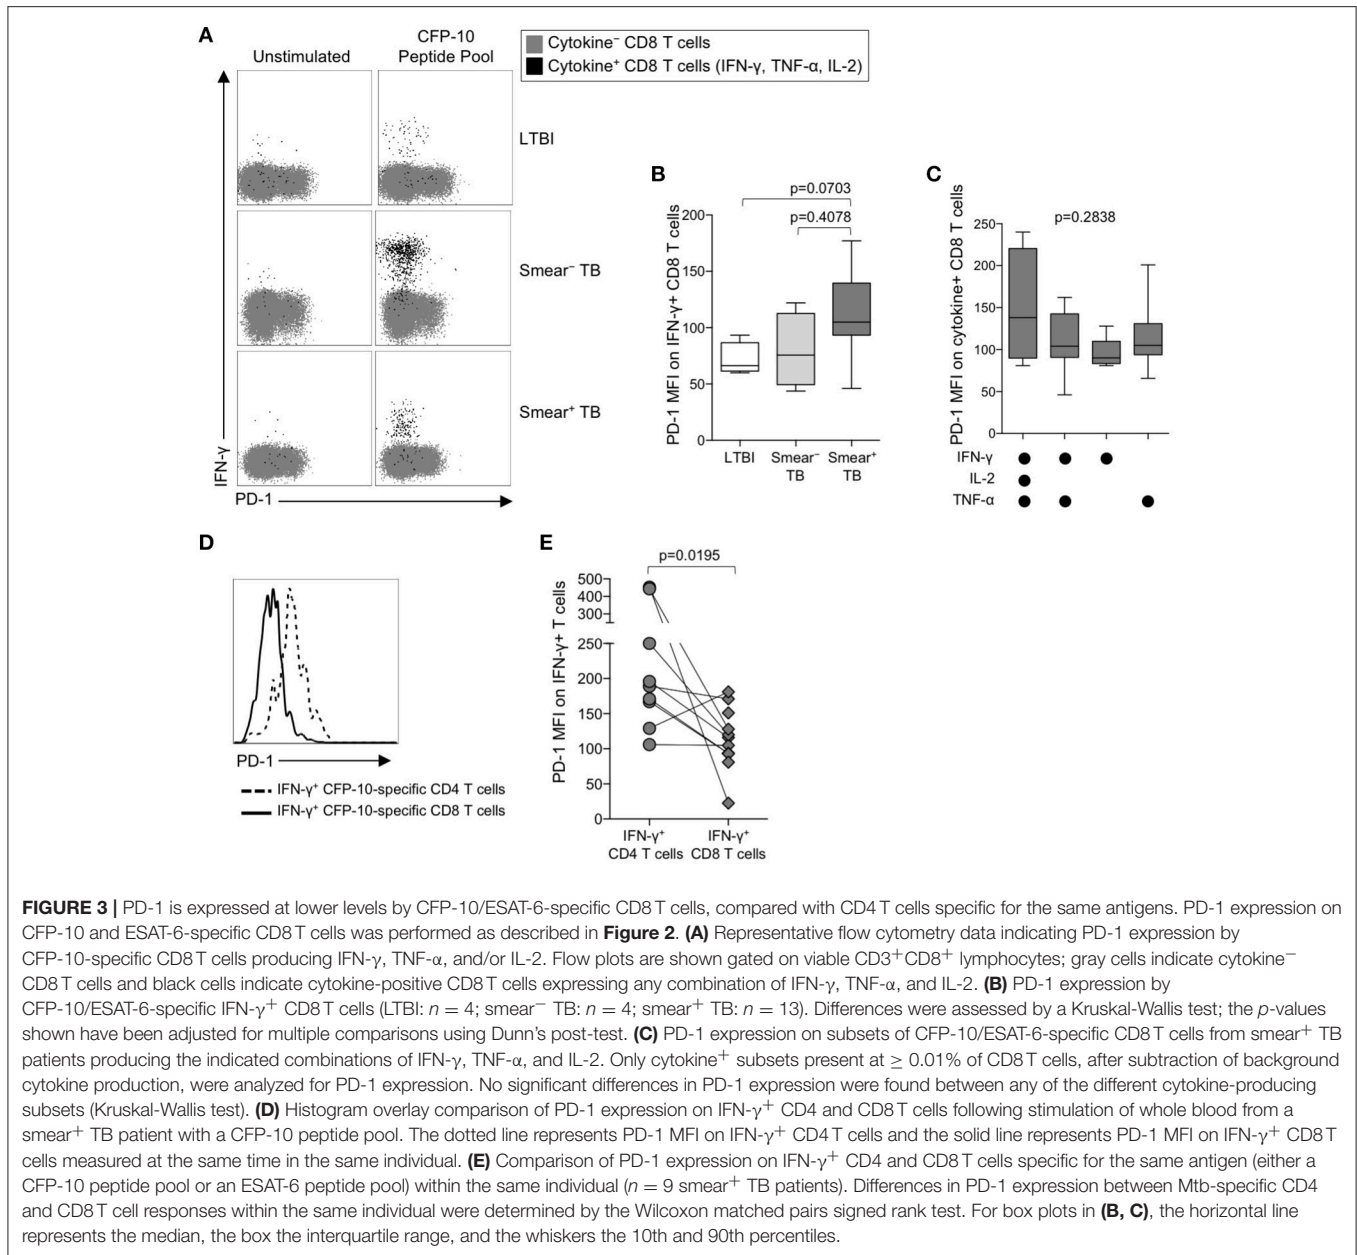 A
Unstimulated
CFP-10
Peptide Pool
Cytokine⁻ CD8 T cells
Cytokine⁺ CD8 T cells (IFN-γ, TNF-α, IL-2)
LTBI
Smear⁻ TB
Smear⁺ TB
IFN-γ
PD-1
B
p=0.0703
p=0.4078
PD-1 MFI on IFN-γ+ CD8 T cells
200
150
100
50
0
LTBI
Smear⁻
TB
Smear⁺
TB
C
p=0.2838
PD-1 MFI on cytokine+ CD8 T cells
250
200
150
100
50
0
IFN-γ
IL-2
TNF-α
D
PD-1
IFN-γ⁺ CFP-10-specific CD4 T cells
IFN-γ⁺ CFP-10-specific CD8 T cells
E
p=0.0195
PD-1 MFI on IFN-γ+ T cells
500
400
300
250
200
150
100
50
0
IFN-γ⁺
CD4 T cells
IFN-γ⁺
CD8 T cells
FIGURE 3 | PD-1 is expressed at lower levels by CFP-10/ESAT-6-specific CD8 T cells, compared with CD4 T cells specific for the same antigens. PD-1 expression on
CFP-10 and ESAT-6-specific CD8 T cells was performed as described in Figure 2. (A) Representative flow cytometry data indicating PD-1 expression by
CFP-10-specific CD8 T cells producing IFN-γ, TNF-α, and/or IL-2. Flow plots are shown gated on viable CD3⁺CD8⁺ lymphocytes; gray cells indicate cytokine⁻
CD8 T cells and black cells indicate cytokine-positive CD8 T cells expressing any combination of IFN-γ, TNF-α, and IL-2. (B) PD-1 expression by
CFP-10/ESAT-6-specific IFN-γ⁺ CD8 T cells (LTBI: n = 4; smear⁻ TB: n = 4; smear⁺ TB: n = 13). Differences were assessed by a Kruskal-Wallis test; the p-values
shown have been adjusted for multiple comparisons using Dunn's post-test. (C) PD-1 expression on subsets of CFP-10/ESAT-6-specific CD8 T cells from smear⁺ TB
patients producing the indicated combinations of IFN-γ, TNF-α, and IL-2. Only cytokine⁺ subsets present at ≥ 0.01% of CD8 T cells, after subtraction of background
cytokine production, were analyzed for PD-1 expression. No significant differences in PD-1 expression were found between any of the different cytokine-producing
subsets (Kruskal-Wallis test). (D) Histogram overlay comparison of PD-1 expression on IFN-γ⁺ CD4 and CD8 T cells following stimulation of whole blood from a
smear⁺ TB patient with a CFP-10 peptide pool. The dotted line represents PD-1 MFI on IFN-γ⁺ CD4 T cells and the solid line represents PD-1 MFI on IFN-γ⁺ CD8 T
cells measured at the same time in the same individual. (E) Comparison of PD-1 expression on IFN-γ⁺ CD4 and CD8 T cells specific for the same antigen (either a
CFP-10 peptide pool or an ESAT-6 peptide pool) within the same individual (n = 9 smear⁺ TB patients). Differences in PD-1 expression between Mtb-specific CD4
and CD8 T cell responses within the same individual were determined by the Wilcoxon matched pairs signed rank test. For box plots in (B, C), the horizontal line
represents the median, the box the interquartile range, and the whiskers the 10th and 90th percentiles.